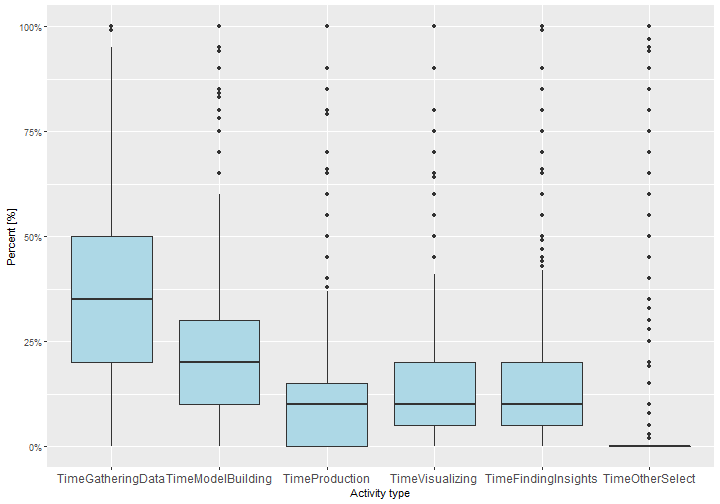 100%
75%
50%
25%
0%
Percent [%]
TimeGatheringData TimeModelBuilding TimeProduction TimeVisualizing TimeFindingInsights TimeOtherSelect
Activity type